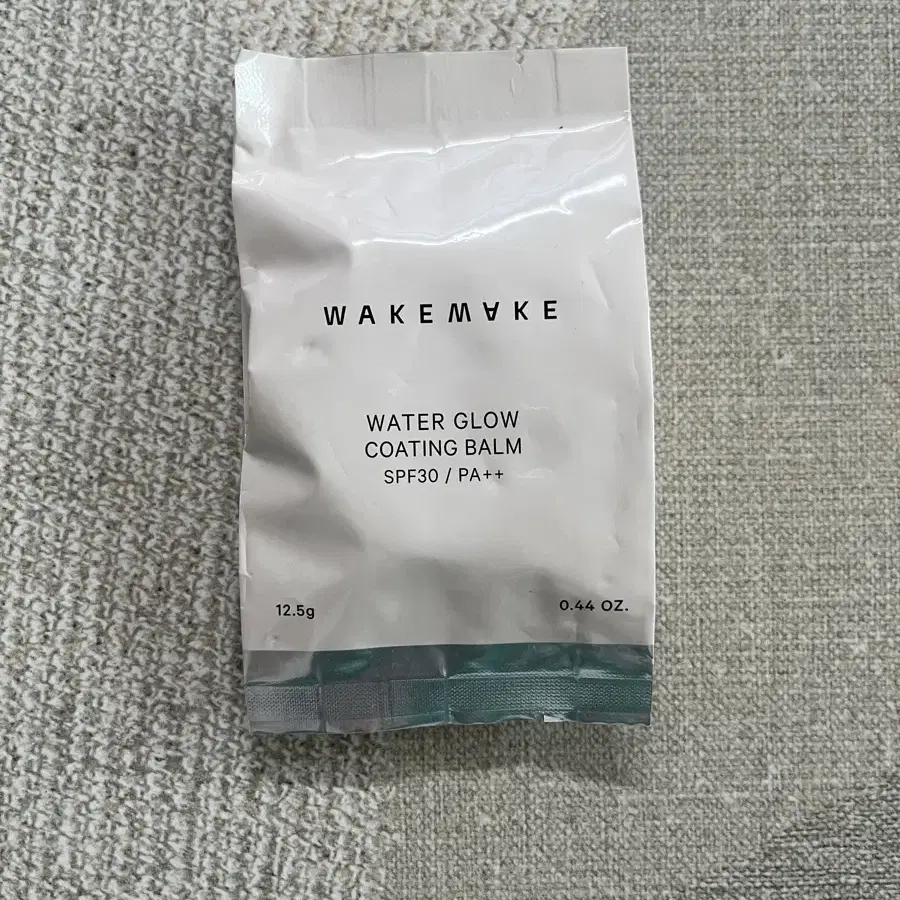 WAKEMAKE
WATER GLOW
COATING BALM
SPF30 / PA++
12.5g
0.44 OZ.